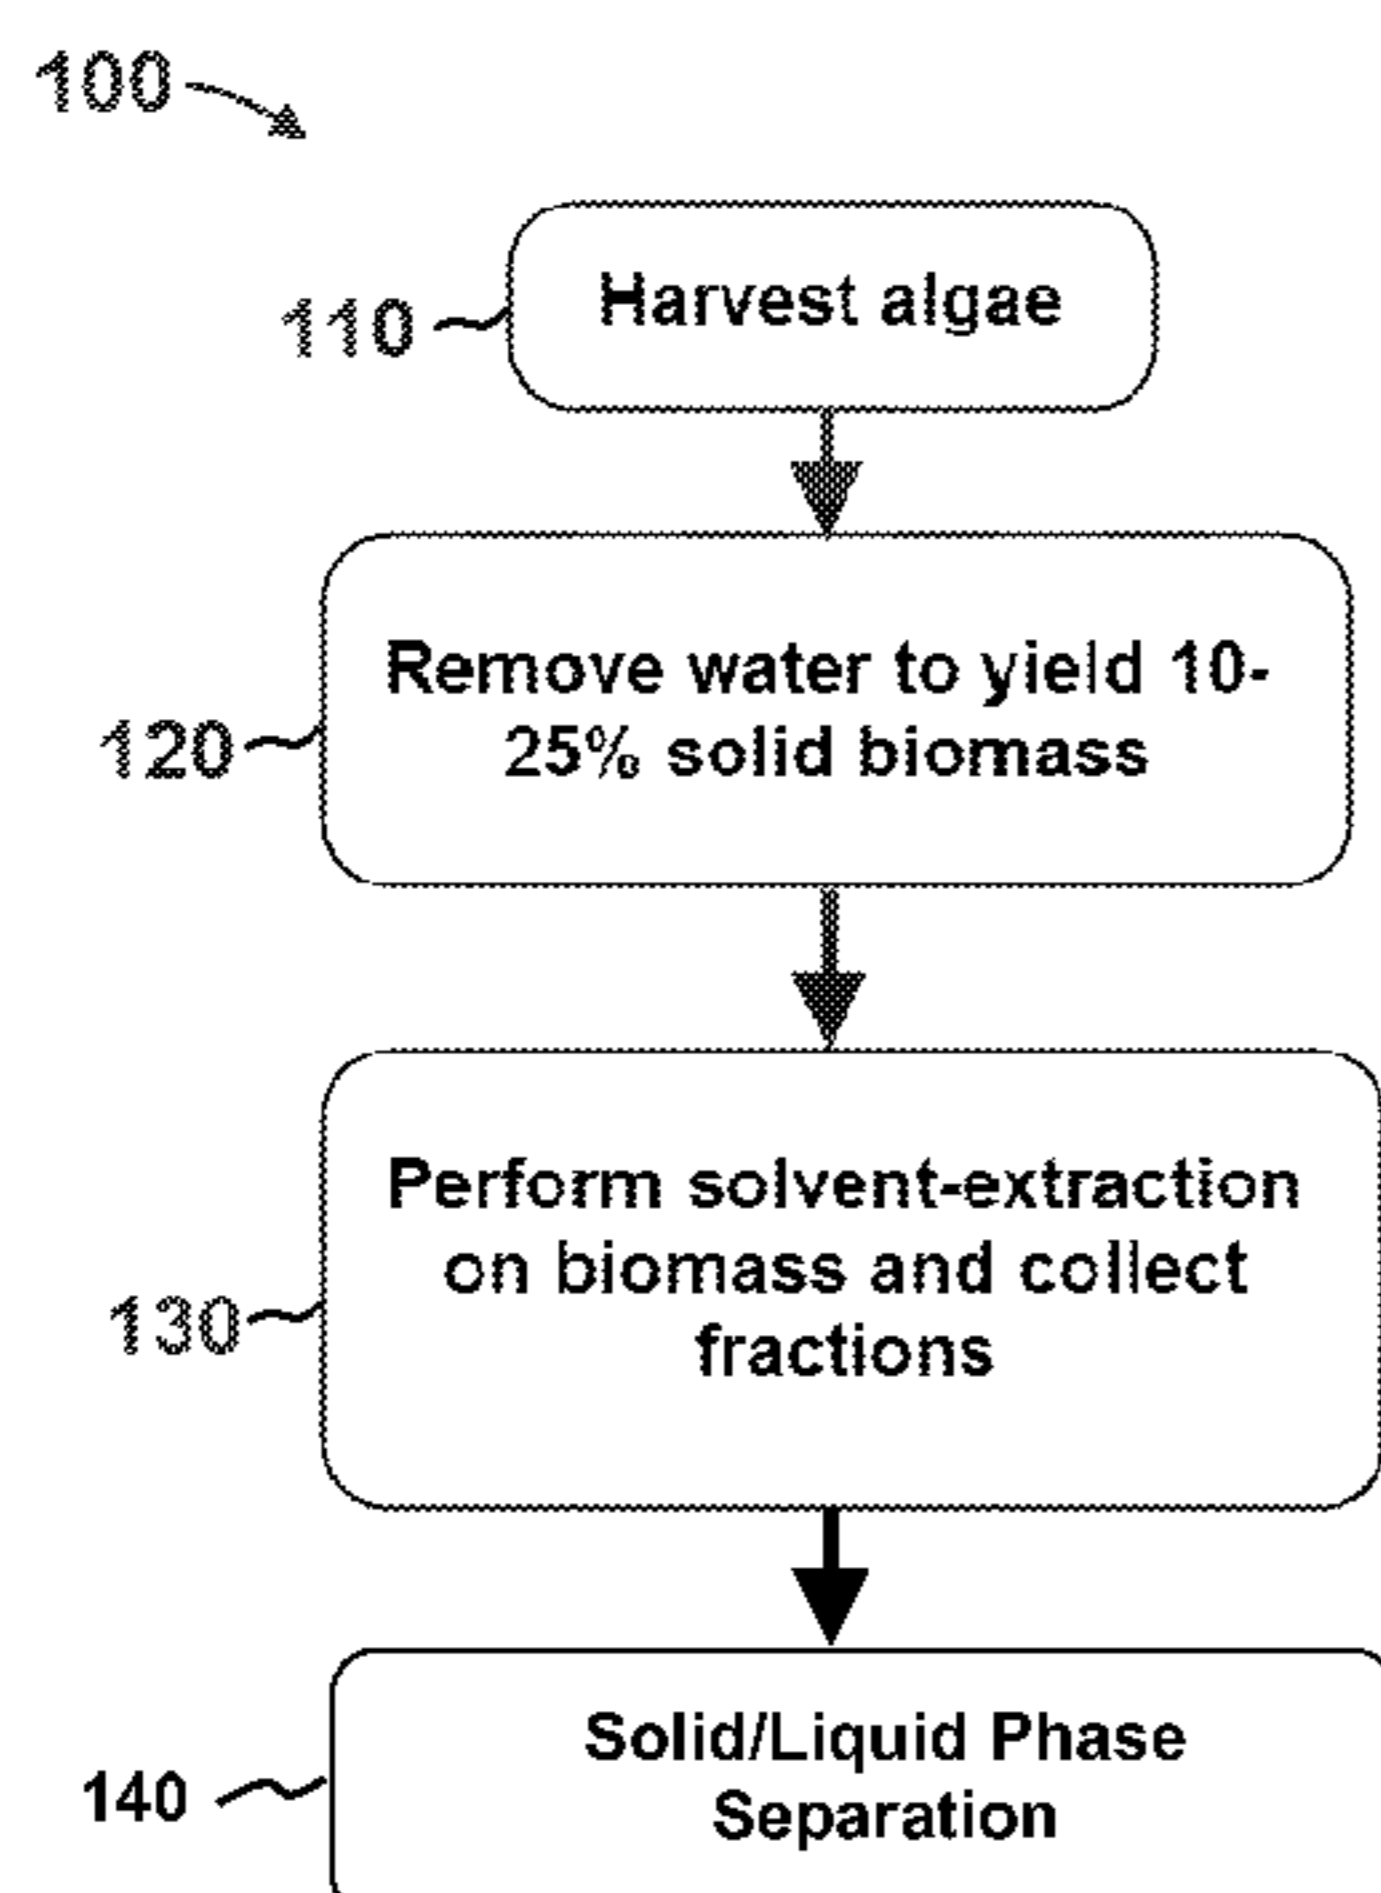 100
110
Harvest algae
Remove water to yield 10-
120
25% solid biomass
Perform solvent-extraction
on biomass and collect
130
fractions
Solid/Liquid Phase
140
Separation